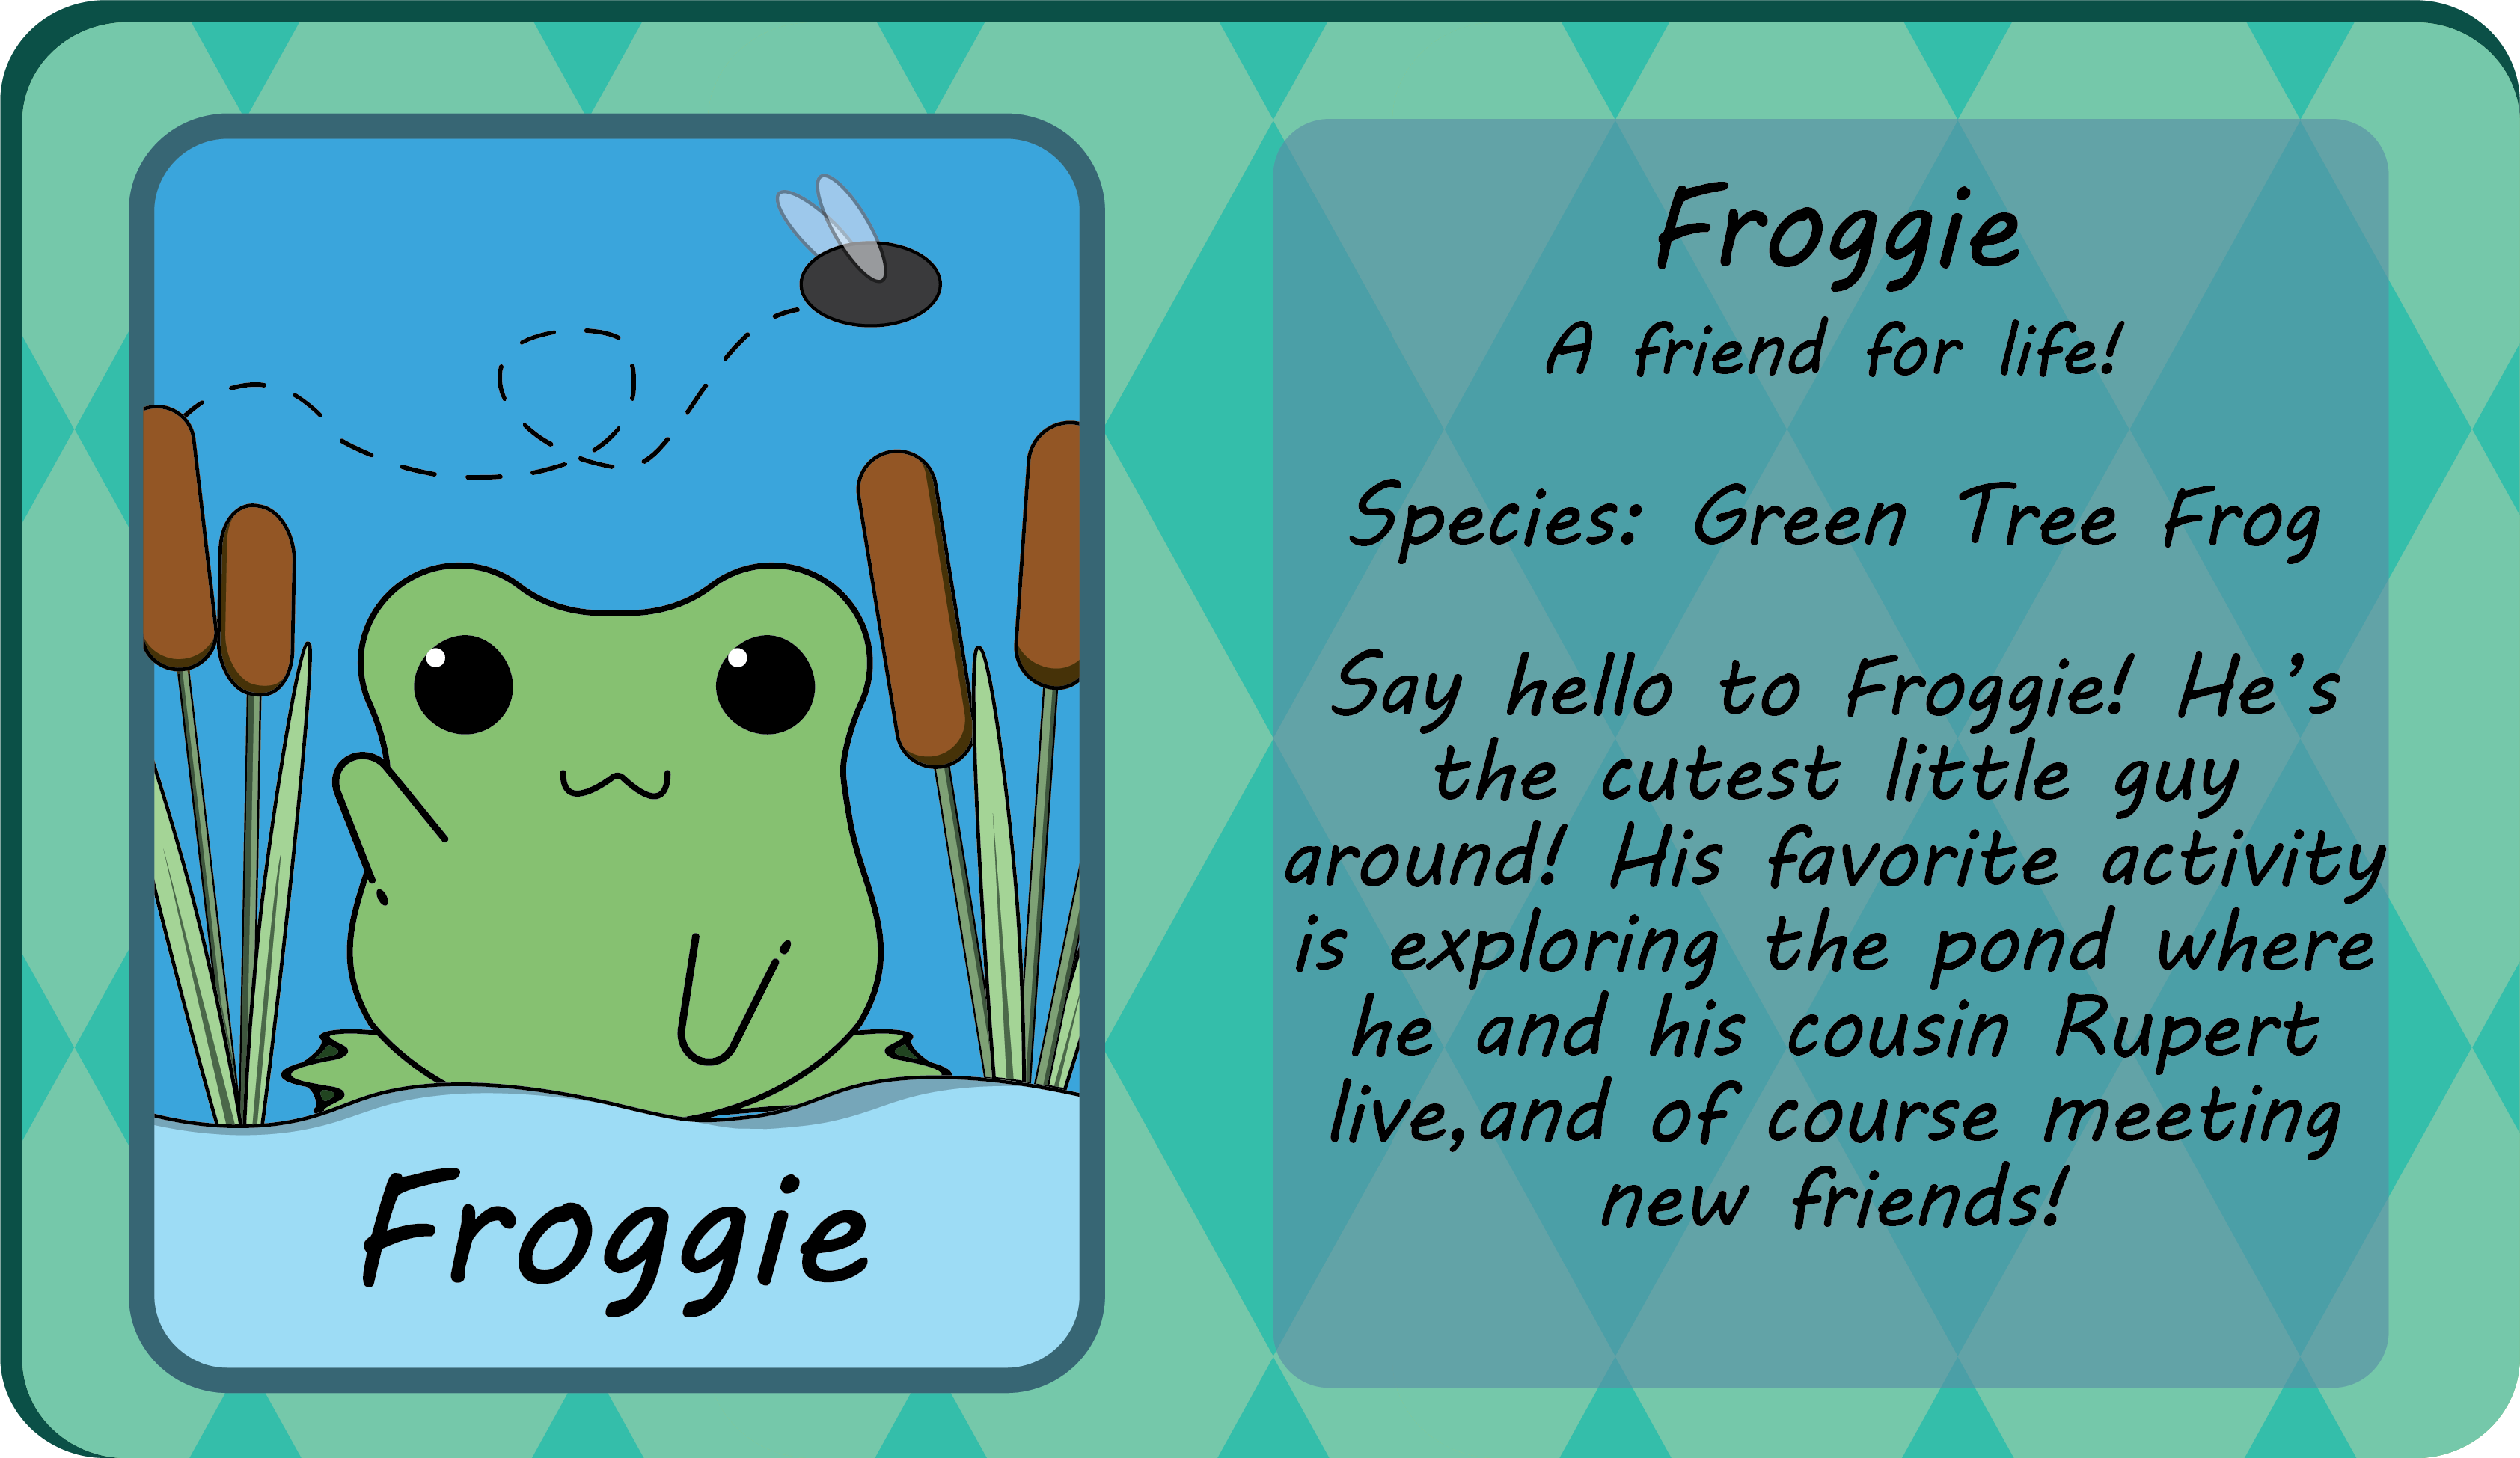 Froggie
Froggie
A friend for life!
Species: Green Tree Frog
Say hello to Froggie! He's
the cutest little guy
around! His favorite activity
is exploring the pond where
he and his cousin Rupert
live,and of course meeting
new friends!